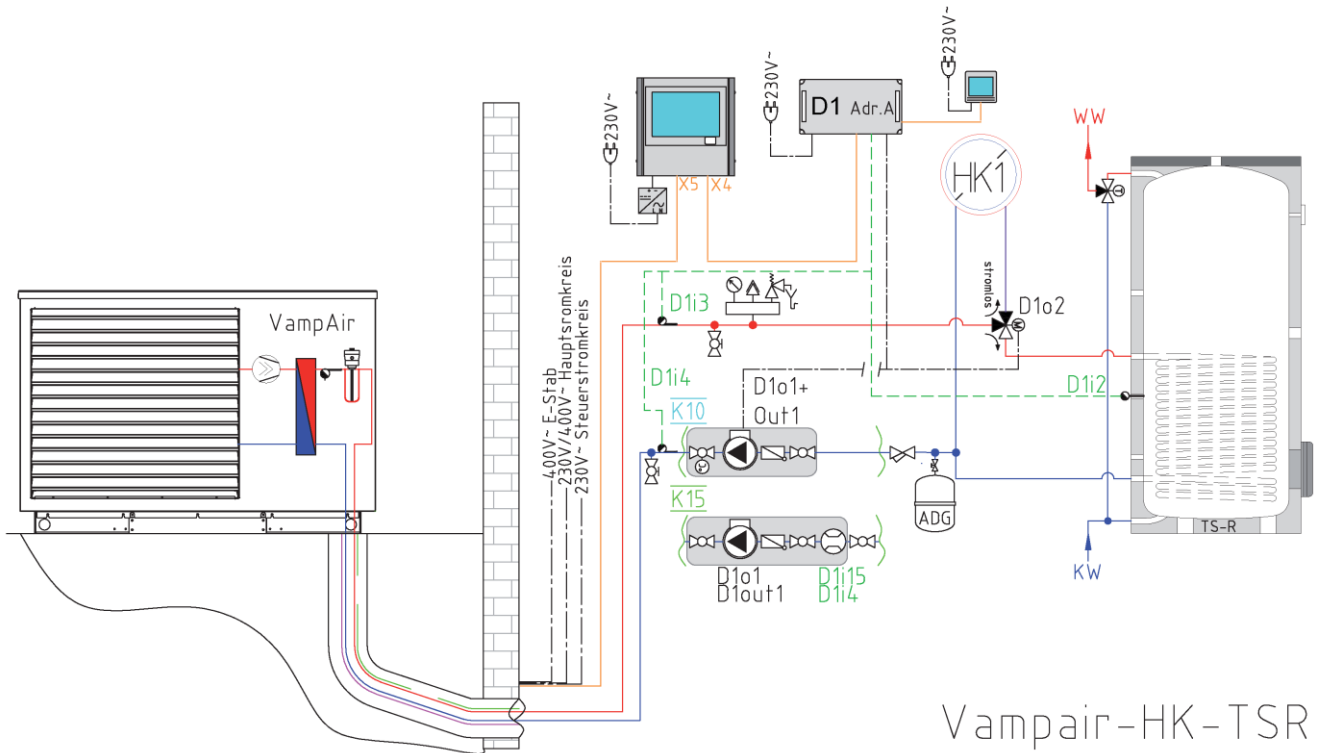 230V~
WW
230V~
230V~
D1 Adr.A
HK1
X5 X4
stromlos
D1i3
D1o2
VampAir
D1i4
D1o1+
Out1
K10
D1i2
400V~ E-Stab
230V/400V~ Hauptsromkreis
230V~ Steuerstromkreis
°C
K15
ADG
D1o1
D1out1
D1i15
D1i4
TS-R
KW
M
T
Vampair-HK-TSR